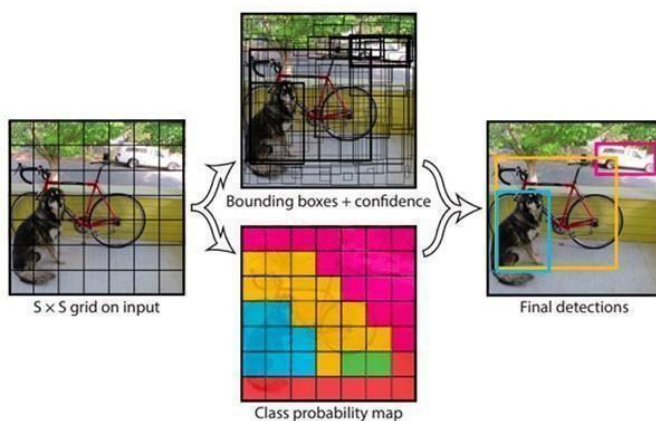 Bounding boxes + confidence
S × S grid on input
Final detections
Class probability map